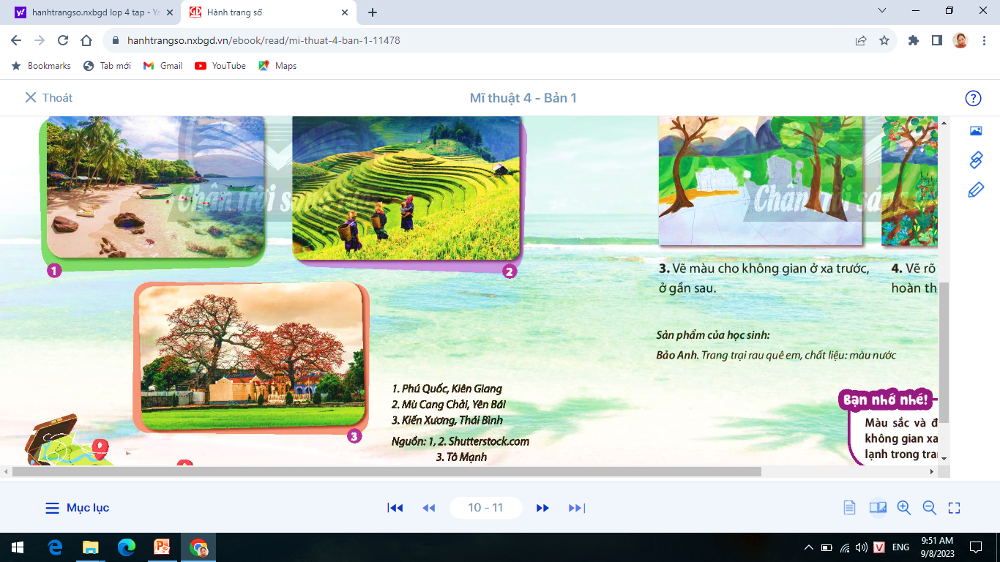 hanhtrangso.nxbgd lop 4 tap - Ya
Hành trang số
hanhtrangso.nxbgd.vn/ebook/read/mi-thuat-4-ban-1-11478
Bookmarks
Tab mới
Gmail
YouTube
Maps
Thoát
Mĩ thuật 4 - Bản 1
Chân trời sáng
Chân trời sáng
1
2
3
1. Phú Quốc, Kiên Giang
2. Mù Cang Chải, Yên Bái
3. Kiến Xương, Thái Bình
Nguồn: 1, 2. Shutterstock.com
3. Tô Mạnh
3. Vẽ màu cho không gian ở xa trước,
ở gần sau.
4. Vẽ rõ
hoàn th
Sản phẩm của học sinh:
Bảo Anh. Trang trại rau quê em, chất liệu: màu nước
Bạn nhớ nhé!
Màu sắc và đ
không gian xa
lạnh trong tra
Mục lục
10 - 11
ENG
9:51 AM
9/8/2023